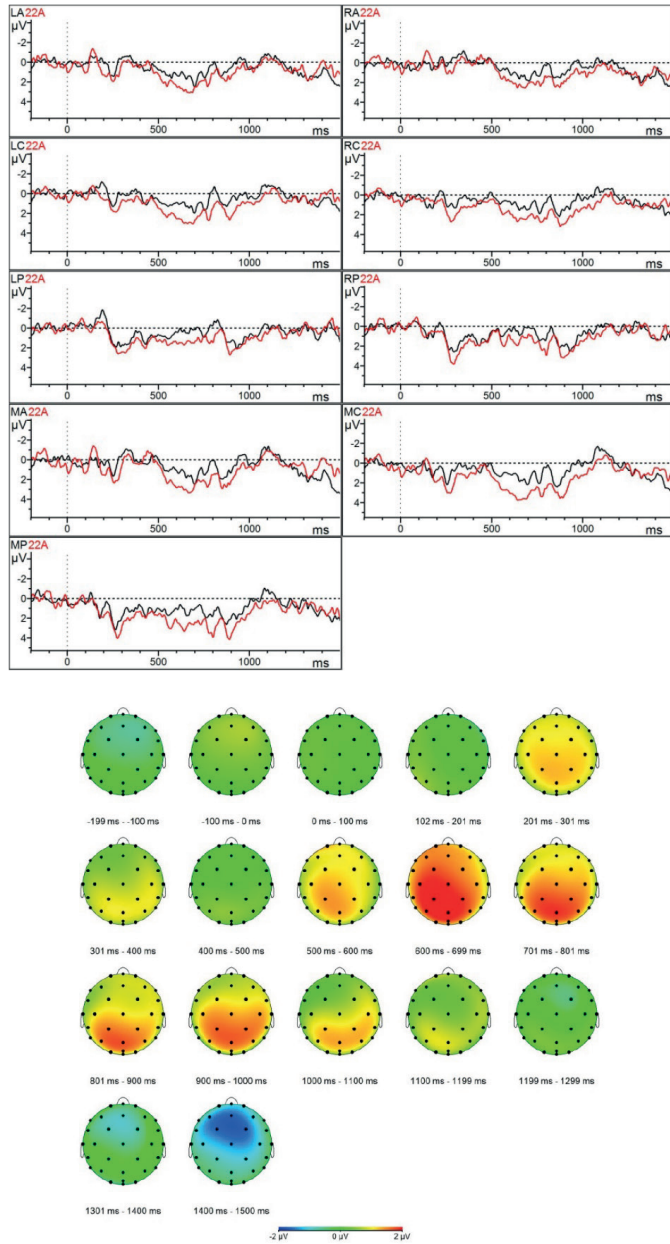 LA22A
RA22A
µV
µV
-2
-2
0
0
2
2
4
4
0
500
1000
ms
0
500
1000
ms
LC22A
RC22A
µV
µV
-2
-2
0
0
2
2
4
4
0
500
1000
ms
0
500
1000
ms
LP22A
RP22A
µV
µV
-2
-2
0
0
2
2
4
4
0
500
1000
ms
0
500
1000
ms
MA22A
MC22A
µV
µV
-2
-2
0
0
2
2
4
4
0
500
1000
ms
0
500
1000
ms
MP22A
µV
-2
0
2
4
0
500
1000
ms
-199 ms - -100 ms
-100 ms - 0 ms
0 ms - 100 ms
102 ms - 201 ms
201 ms - 301 ms
301 ms - 400 ms
400 ms - 500 ms
500 ms - 600 ms
600 ms - 699 ms
701 ms - 801 ms
801 ms - 900 ms
900 ms - 1000 ms
1000 ms - 1100 ms
1100 ms - 1199 ms
1199 ms - 1299 ms
1301 ms - 1400 ms
1400 ms - 1500 ms
-2 µV
0 µV
2 µV